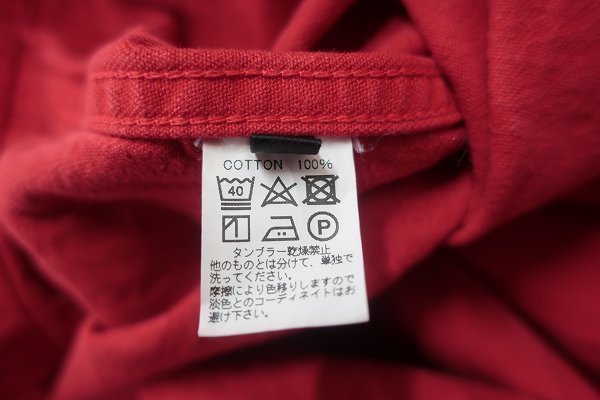 COTTON 100%
40
P
タンブラー乾燥禁止
他のものとは分けて、単独で
洗ってください。
摩擦により色移りしますので
淡色とのコーディネイトはお
避け下さい。